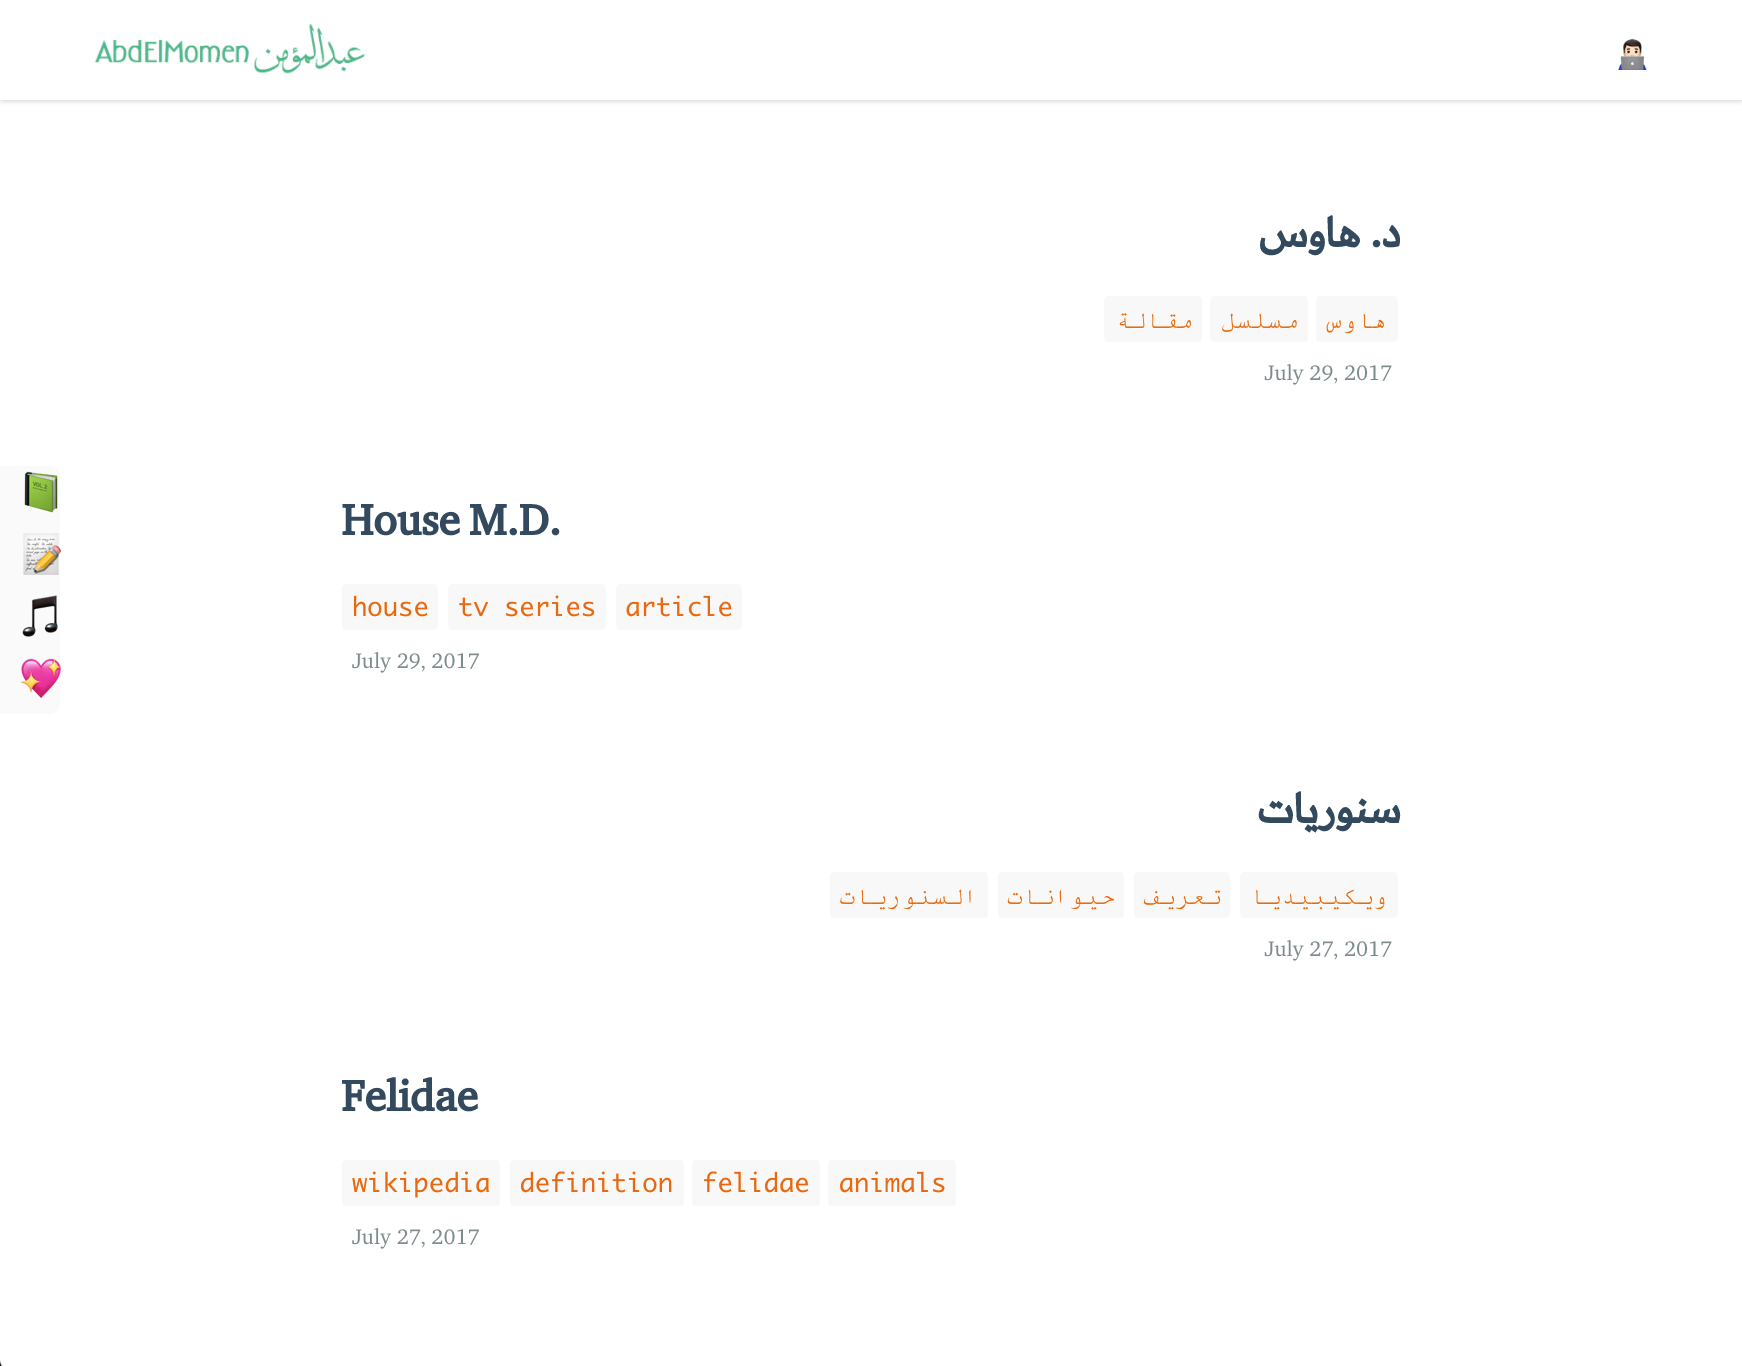 AbdElMomen عبدالمؤمن
د. هاوس
هاوس مسلسل مقالة
July 29, 2017
House M.D.
house tv series article
July 29, 2017
سنوريات
ويكيبيديا تعريف حيوانات السنوريات
July 27, 2017
Felidae
wikipedia definition felidae animals
July 27, 2017